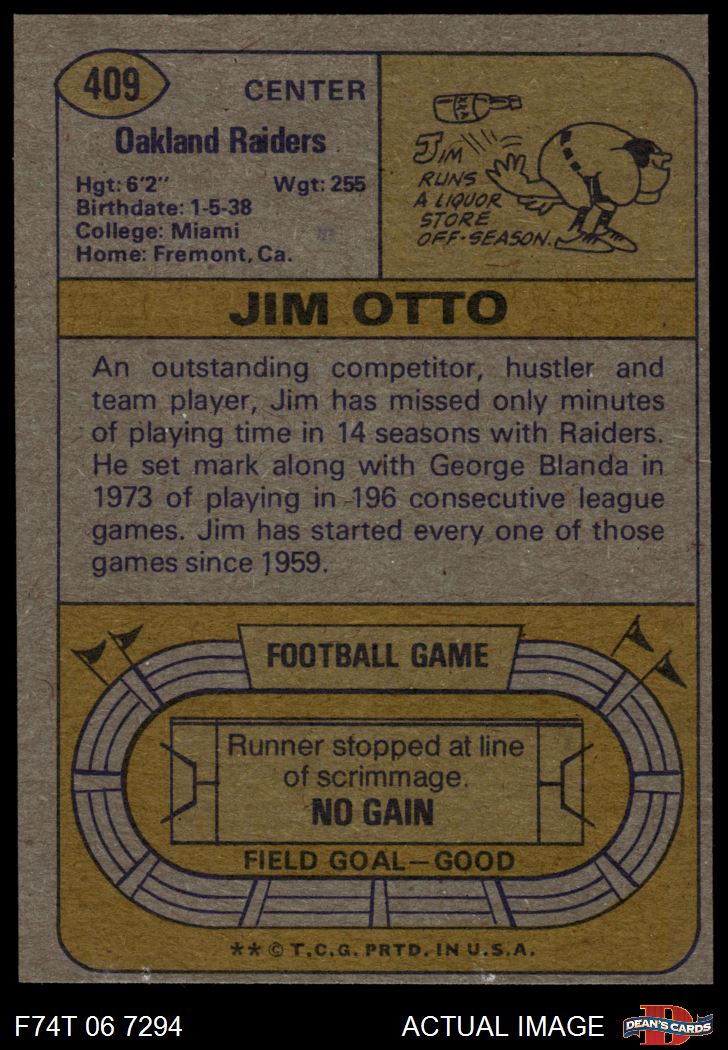 409
CENTER
Oakland Raiders
Hgt: 6'2"
Wgt: 255
Birthdate: 1-5-38
College: Miami
Home: Fremont, Ca.
JIM
RUNS
A LIQUOR
STORE
OFF-SEASON.
XXX
JIM OTTO
An outstanding competitor, hustler and
team player, Jim has missed only minutes
of playing time in 14 seasons with Raiders.
He set mark along with George Blanda in
1973 of playing in 196 consecutive league
games. Jim has started every one of those
games since 1959.
FOOTBALL GAME
Runner stopped at line
of scrimmage.
NO GAIN
FIELD GOAL—GOOD
** © T.C.G. PRTD. IN U.S.A.
F74T 06 7294
ACTUAL IMAGE
D
DEAN'S CARDS